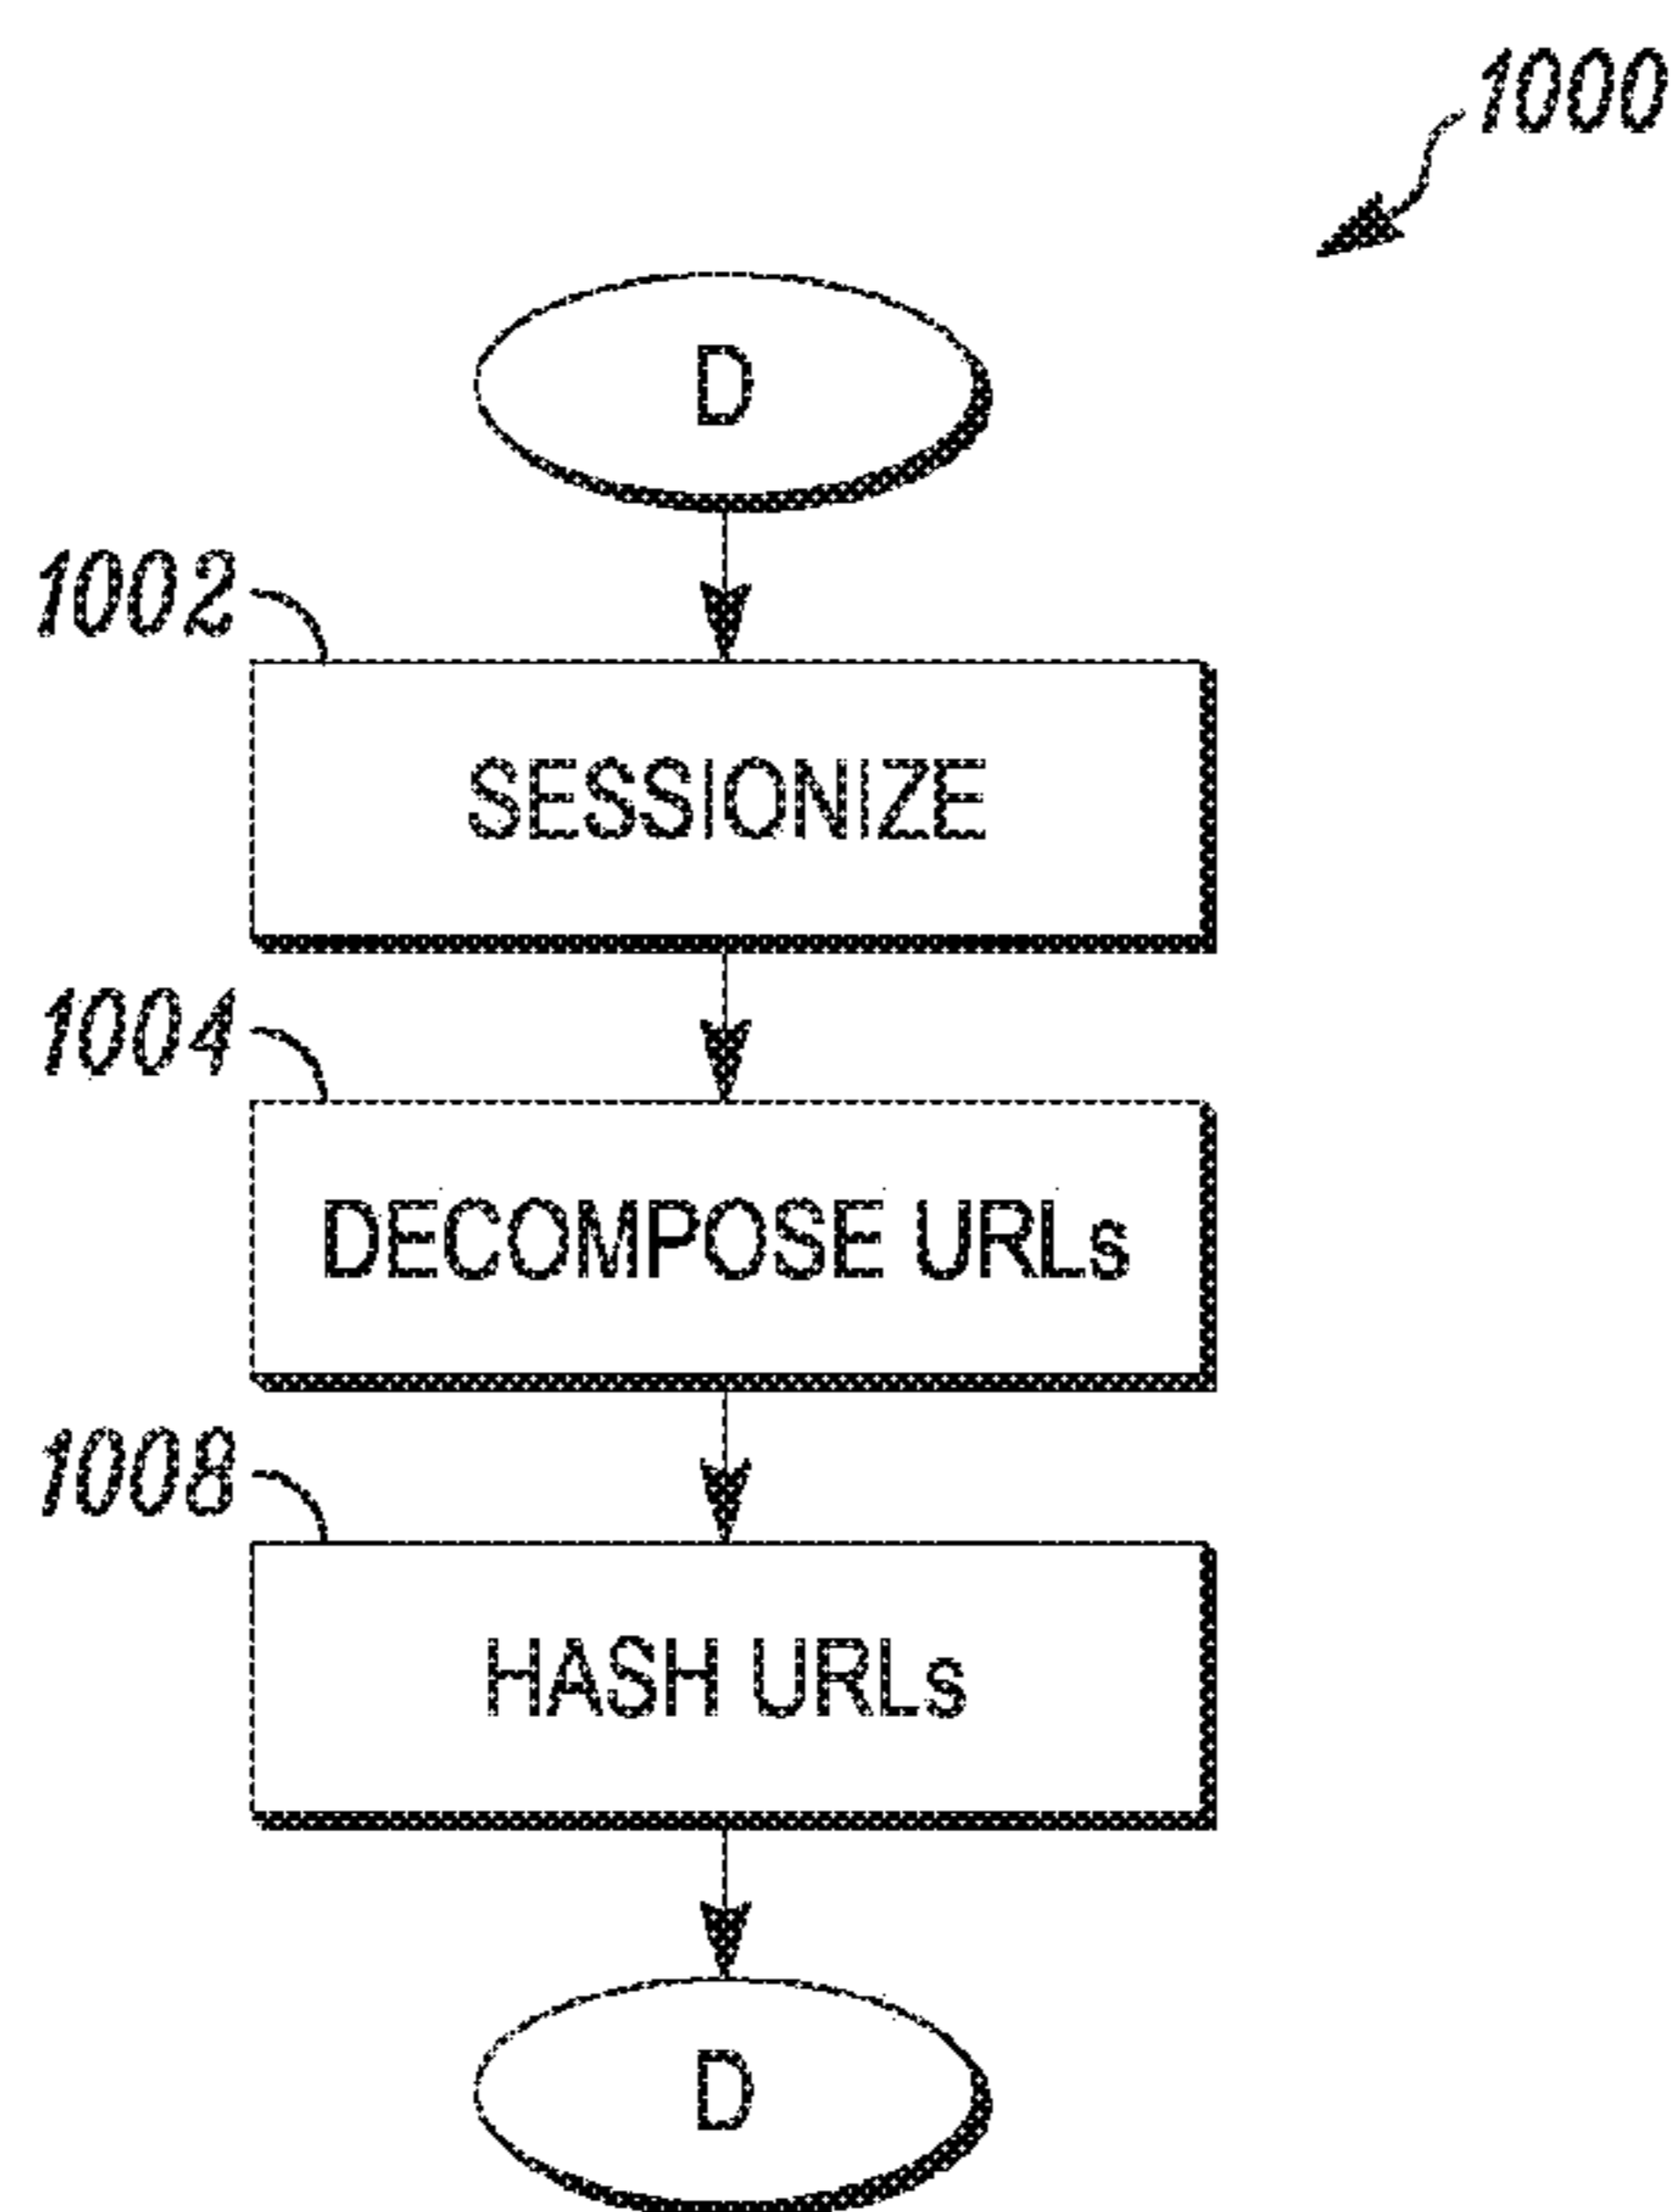 1000
D
1002
SESSIONIZE
1004
DECOMPOSE URLs
1008
HASH URLs
D